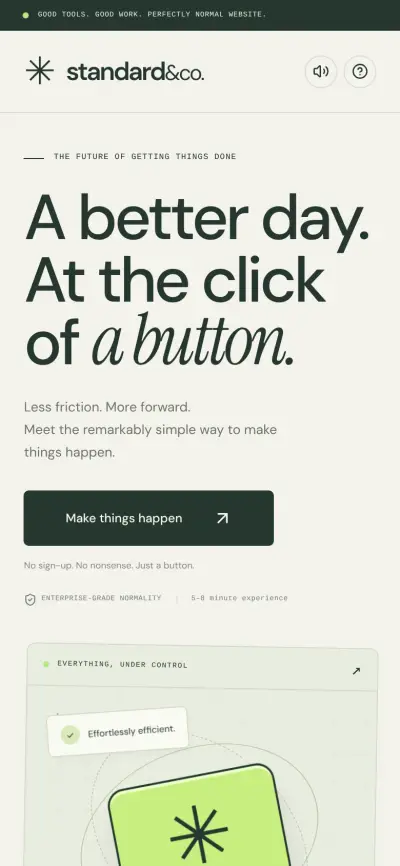 GOOD TOOLS. GOOD WORK. PERFECTLY NORMAL WEBSITE.
standard&co.
THE FUTURE OF GETTING THINGS DONE
A better day.
At the click
of a button.
Less friction. More forward.
Meet the remarkably simple way to make
things happen.
Make things happen
No sign-up. No nonsense. Just a button.
ENTERPRISE-GRADE NORMALITY
5–8 minute experience
EVERYTHING, UNDER CONTROL
Effortlessly efficient.